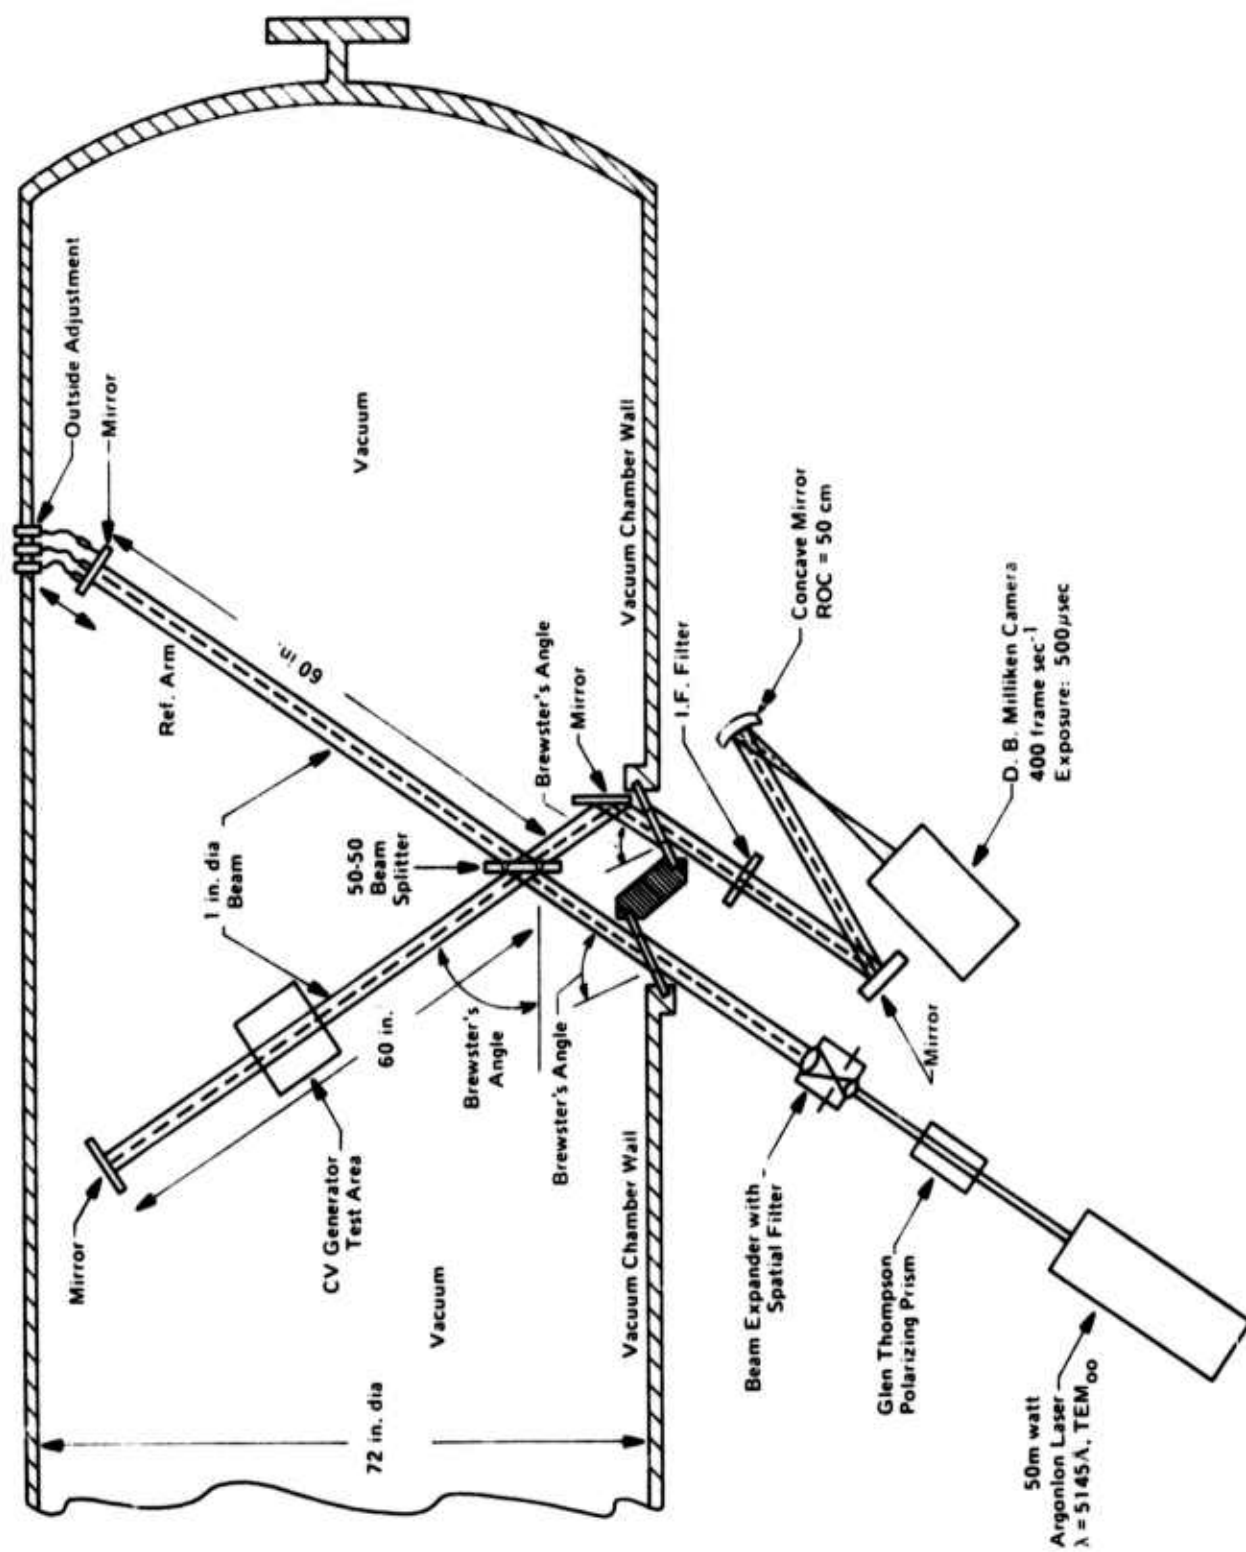 Outside Adjustment
Mirror
Vacuum
Vacuum Chamber Wall
Ref. Arm
60 in.
Brewster's Angle
Mirror
I.F. Filter
Concave Mirror
ROC = 50 cm
D. B. Milliken Camera
400 frame sec⁻¹
Exposure: 500μsec
1 in. dia
Beam
50-50
Beam
Splitter
Mirror
CV Generator
Test Area
60 in.
Brewster's
Angle
Brewster's Angle
Mirror
Vacuum
Vacuum Chamber Wall
72 in. dia
Beam Expander with
Spatial Filter
Glen Thompson
Polarizing Prism
50m watt
ArgonIon Laser
λ = 5145Λ, TEM₀₀